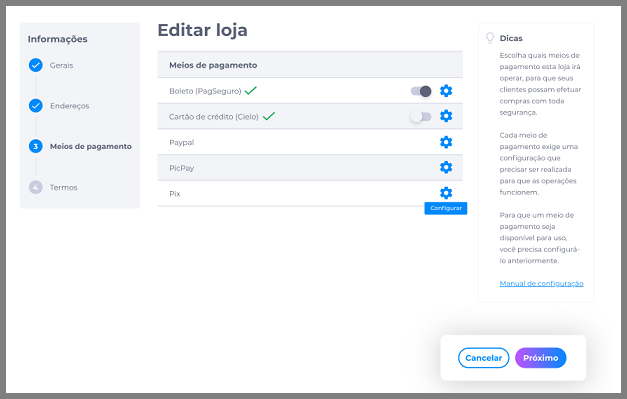 Informações
Gerais
Endereços
3 Meios de pagamento
4 Termos
Editar loja
Meios de pagamento
Boleto (PagSeguro)
Cartão de crédito (Cielo)
Paypal
PicPay
Pix
Configurar
Dicas
Escolha quais meios de
pagamento esta loja irá
operar, para que seus
clientes possam efetuar
compras com toda
segurança.
Cada meio de
pagamento exige uma
configuração que
precisar ser realizada
para que as operações
funcionem.
Para que um meio de
pagamento seja
disponível para uso,
você precisa configurá-
lo anteriormente.
Manual de configuração
Cancelar
Próximo